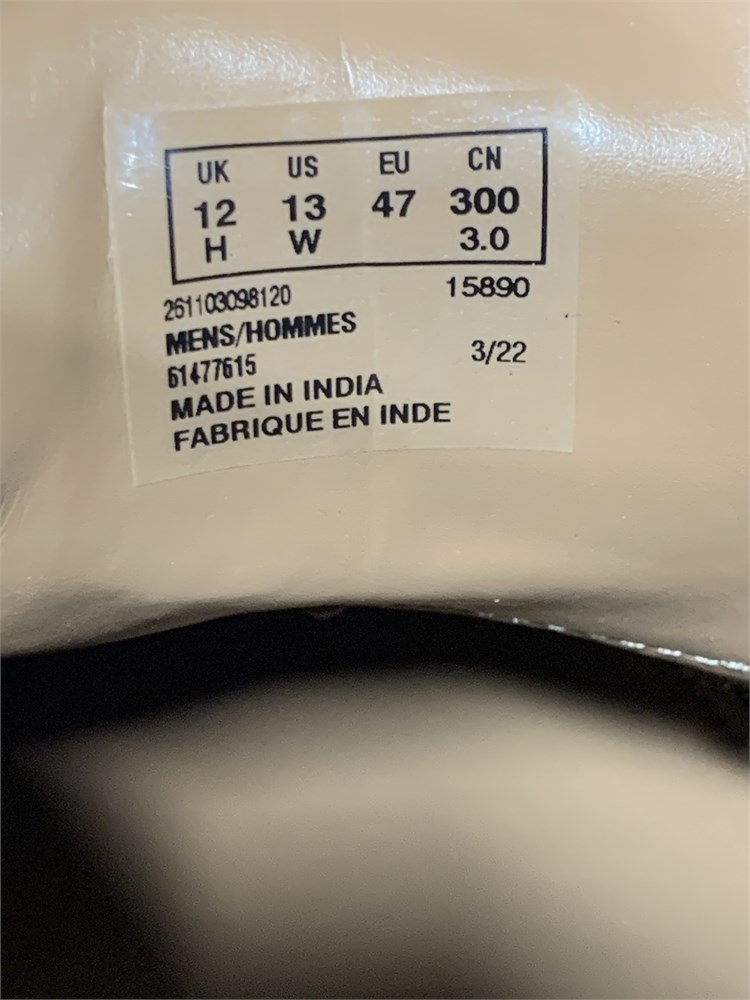 UK US EU CN
12 13 47 300
H W 3.0
261103098120 15890
MENS/HOMMES
61477615 3/22
MADE IN INDIA
FABRIQUE EN INDE